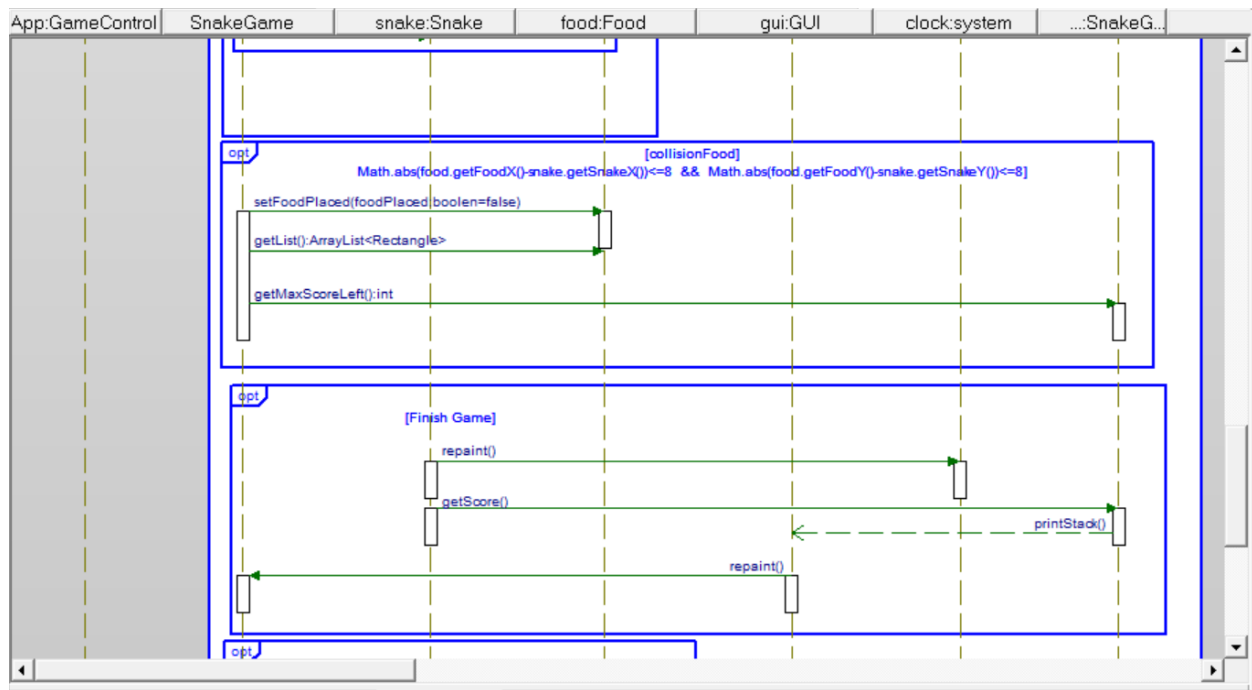 App:GameControl SnakeGame snake:Snake food:Food gui:GUI clock:system ...:SnakeG...
opt
[collisionFood]
Math.abs(food.getFoodX()-snake.getSnakeX())<=8 && Math.abs(food.getFoodY()-snake.getSnakeY())<=8]
setFoodPlaced(foodPlaced:boolen=false)
getList():ArrayList<Rectangle>
getMaxScoreLeft():int
opt
[Finish Game]
repaint()
getScore()
printStack()
repaint()
opt